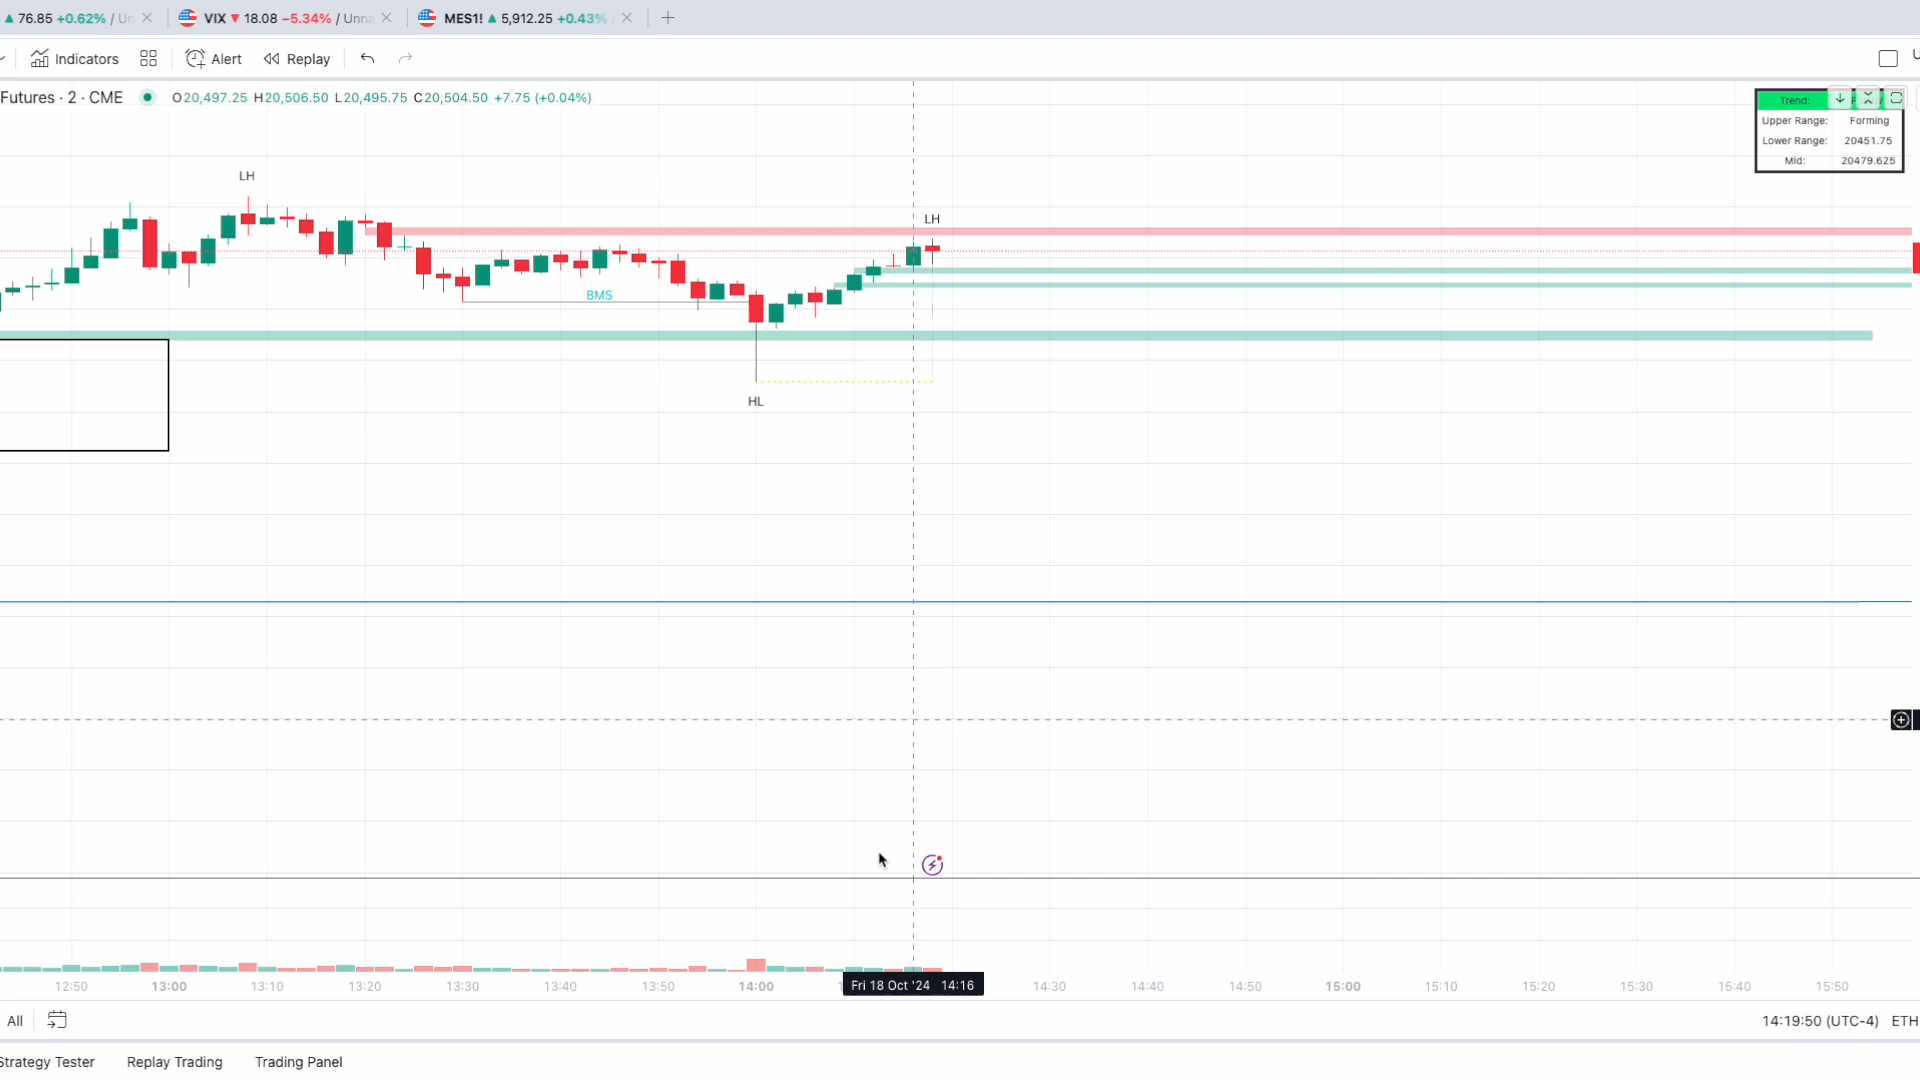 76.85 +0.62% / Un
VIX 18.08 −5.34% / Unna
MES1! 5,912.25 +0.43% /
Indicators
Alert
Replay
Futures · 2 · CME
O20,497.25 H20,506.50 L20,495.75 C20,504.50 +7.75 (+0.04%)
Trend:
Upper Range: Forming
Lower Range: 20451.75
Mid: 20479.625
LH
LH
BMS
HL
12:50 13:00 13:10 13:20 13:30 13:40 13:50 14:00 Fri 18 Oct '24 14:16 14:30 14:40 14:50 15:00 15:10 15:20 15:30 15:40 15:50
All
14:19:50 (UTC-4) ETH
Strategy Tester Replay Trading Trading Panel